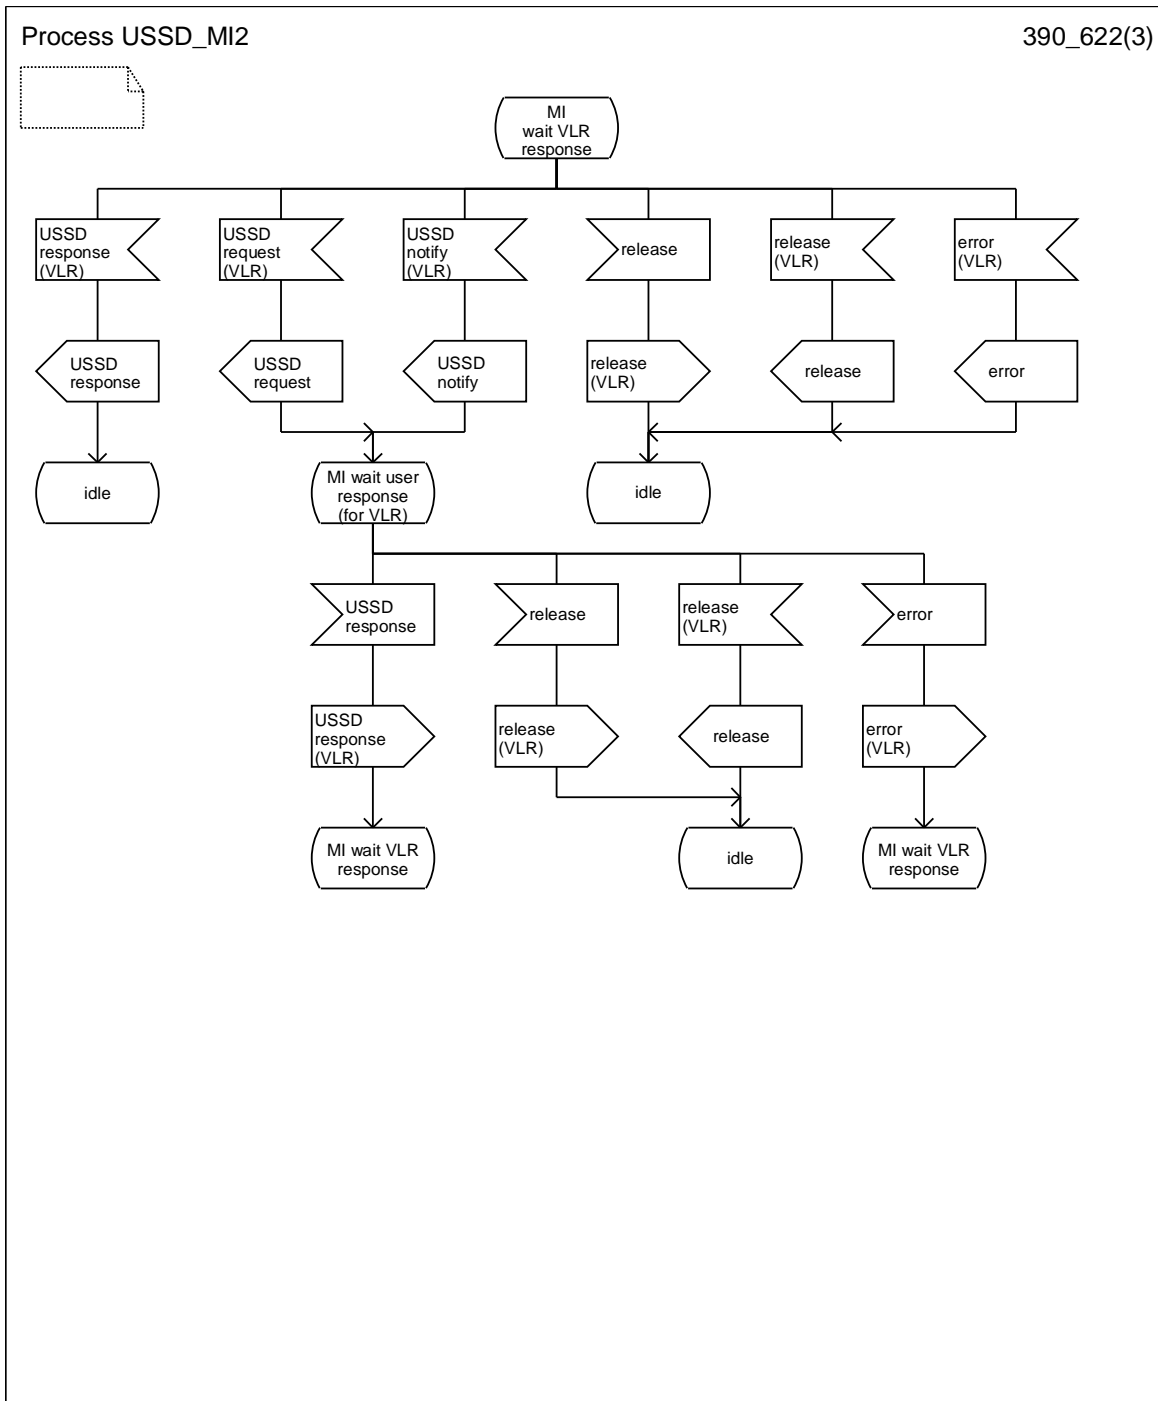 Process USSD_MI2
390_622(3)
MI
wait VLR
response
USSD
response
(VLR)
USSD
request
(VLR)
USSD
notify
(VLR)
release
release
(VLR)
error
(VLR)
USSD
response
USSD
request
USSD
notify
release
(VLR)
release
error
idle
MI wait user
response
(for VLR)
idle
USSD
response
release
release
(VLR)
error
USSD
response
(VLR)
release
(VLR)
release
error
(VLR)
MI wait VLR
response
idle
MI wait VLR
response